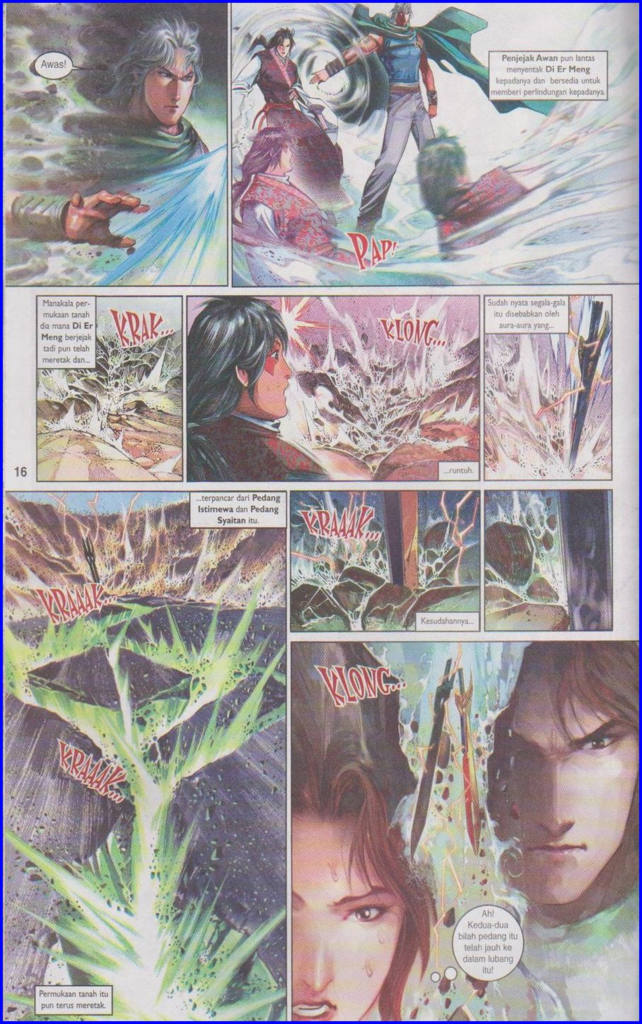 Awas!
Penjejak Awan pun lantas
menyentak Di Er Meng
kepadanya dan bersedia untuk
memberi perlindungan kepadanya.
PAP!
Manakala per-
mukaan tanah
dia mana Di Er
Meng berjejak
tadi pun telah
meretak dan...
KRAK...
KLONG...
...runtuh.
Sudah nyata segala-gala
itu disebabkan oleh
aura-aura yang...
16
...terpancar dari Pedang
Istimewa dan Pedang
Syaitan itu.
KRAAAK...
KRAAAK...
Permukaan tanah itu
pun terus meretak.
KRAAAK...
Kesudahannya...
KLONG...
Ah!
Kedua-dua
bilah pedang itu
telah jauh ke
dalam lubang
itu!